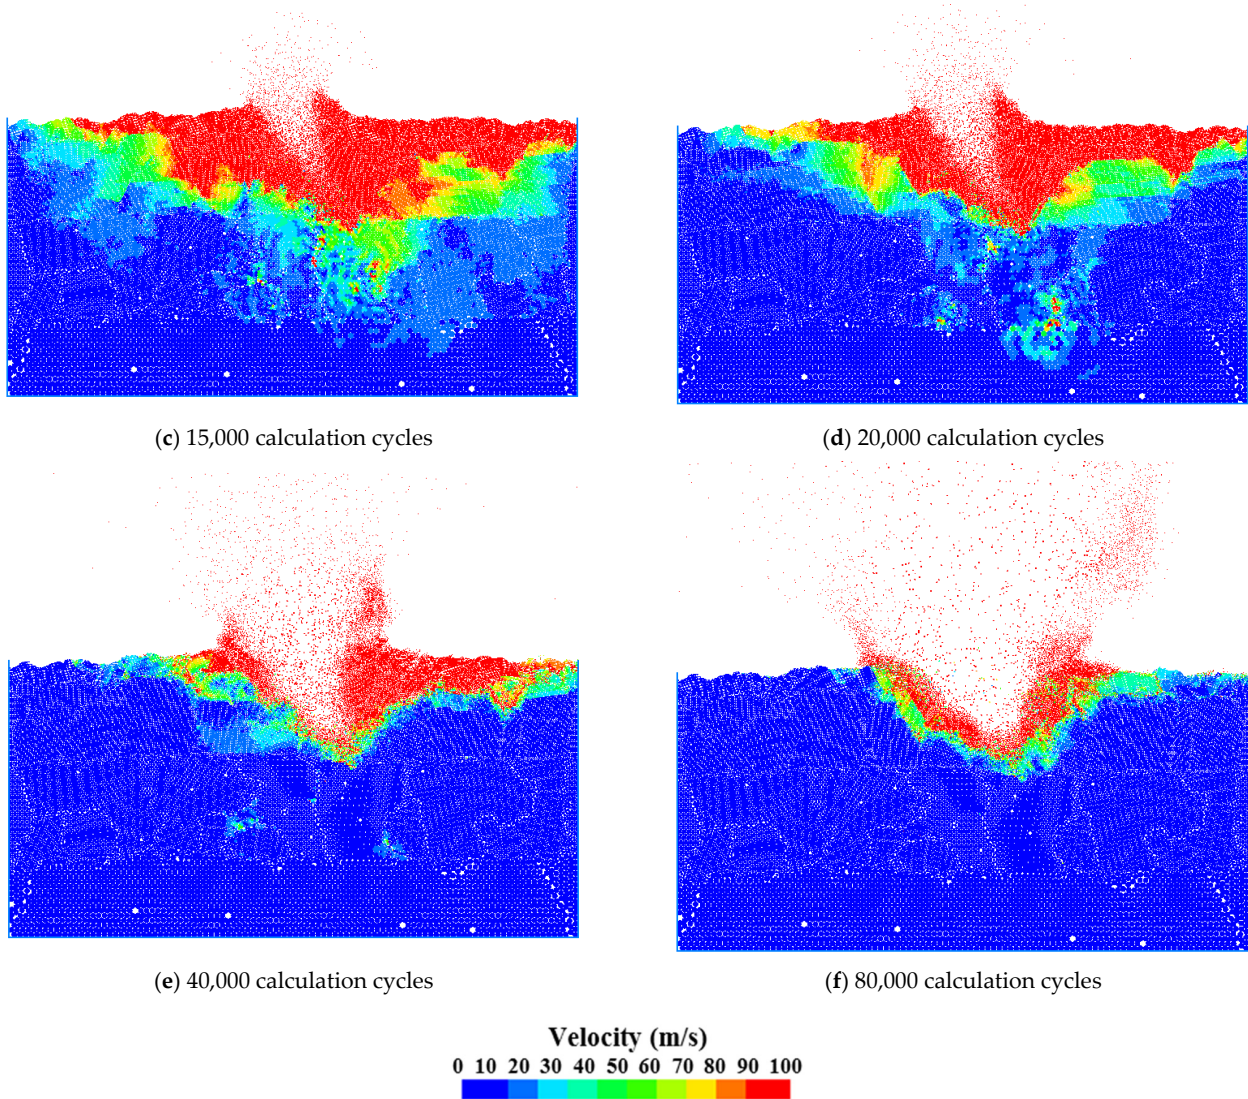 (c) 15,000 calculation cycles
(d) 20,000 calculation cycles
(e) 40,000 calculation cycles
(f) 80,000 calculation cycles
Velocity (m/s)
0 10 20 30 40 50 60 70 80 90 100